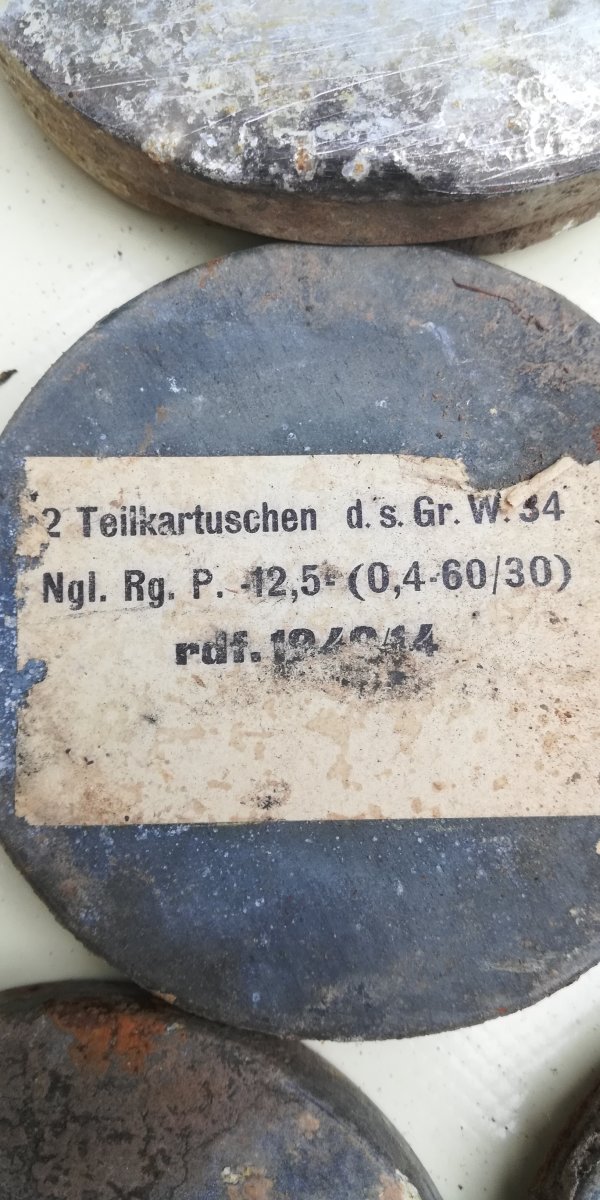 2 Teilkartuschen d. s. Gr. W. 34
Ngl. Rg. P. -12,5- (0,4-60/30)
rdf.